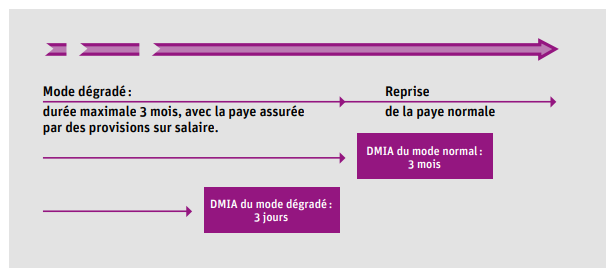 Mode dégradé :
durée maximale 3 mois, avec la paye assurée
par des provisions sur salaire.
Reprise
de la paye normale
DMIA du mode normal :
3 mois
DMIA du mode dégradé :
3 jours